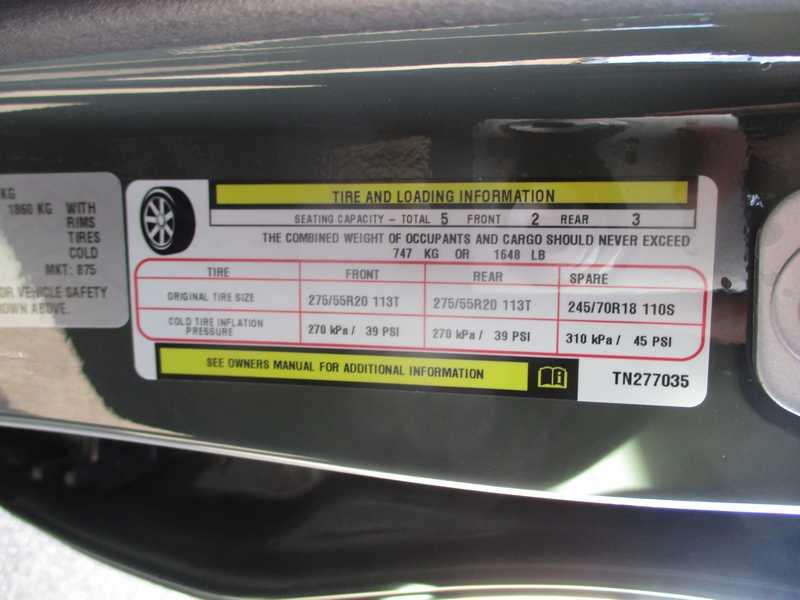 KG
1860 KG WITH
RIMS
TIRES
COLD
MKT: 875
OR VEHICLE SAFETY
OWN ABOVE.
TIRE AND LOADING INFORMATION
SEATING CAPACITY – TOTAL 5 FRONT 2 REAR 3
THE COMBINED WEIGHT OF OCCUPANTS AND CARGO SHOULD NEVER EXCEED
747 KG OR 1648 LB
TIRE FRONT REAR SPARE
ORIGINAL TIRE SIZE 275/55R20 113T 275/55R20 113T 245/70R18 110S
COLD TIRE INFLATION PRESSURE 270 kPa / 39 PSI 270 kPa / 39 PSI 310 kPa / 45 PSI
SEE OWNERS MANUAL FOR ADDITIONAL INFORMATION
TN277035